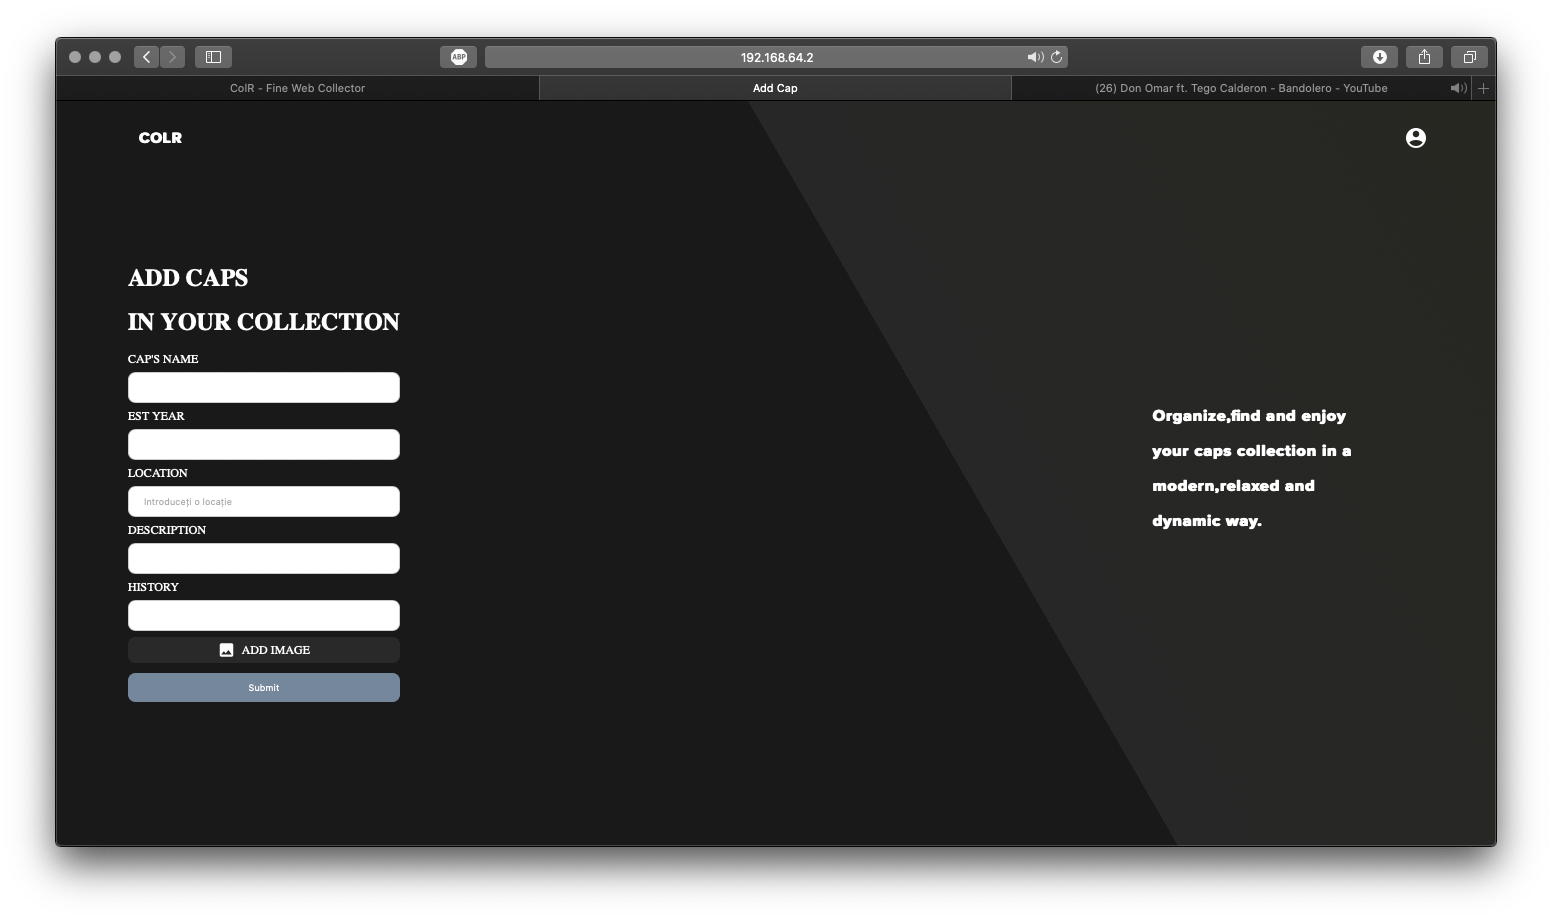 ABP
192.168.64.2
ColR - Fine Web Collector
Add Cap
(26) Don Omar ft. Tego Calderon - Bandolero - YouTube
COLR
ADD CAPS
IN YOUR COLLECTION
CAP'S NAME
EST YEAR
LOCATION
Introduceți o locație
DESCRIPTION
HISTORY
ADD IMAGE
Submit
Organize,find and enjoy
your caps collection in a
modern,relaxed and
dynamic way.